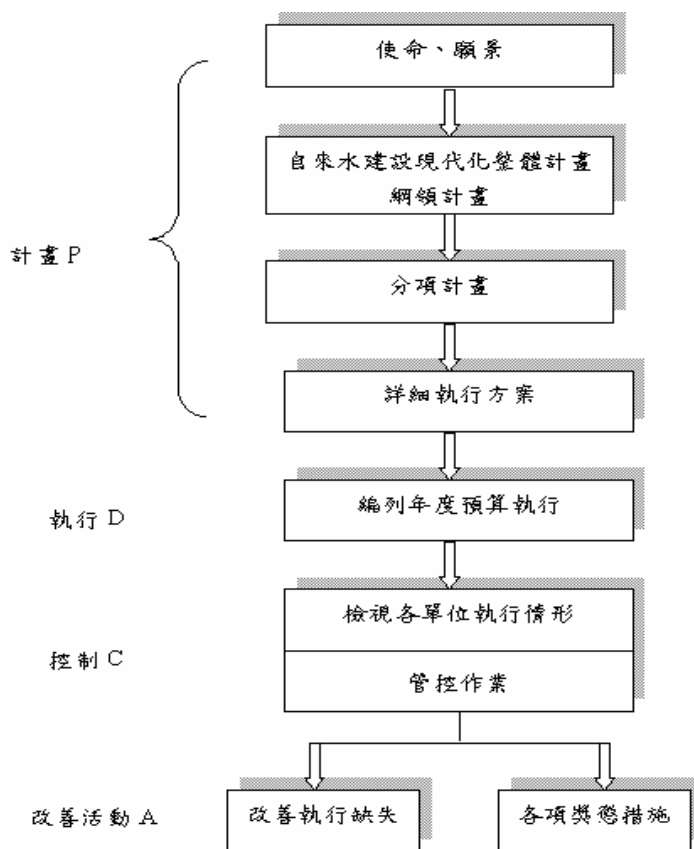 使命、願景
自來水建設現代化整體計畫
綱領計畫
計畫 P
分項計畫
詳細執行方案
編列年度預算執行
執行 D
檢視各單位執行情形
控制 C
管控作業
改善活動 A
改善執行缺失
各項獎懲措施